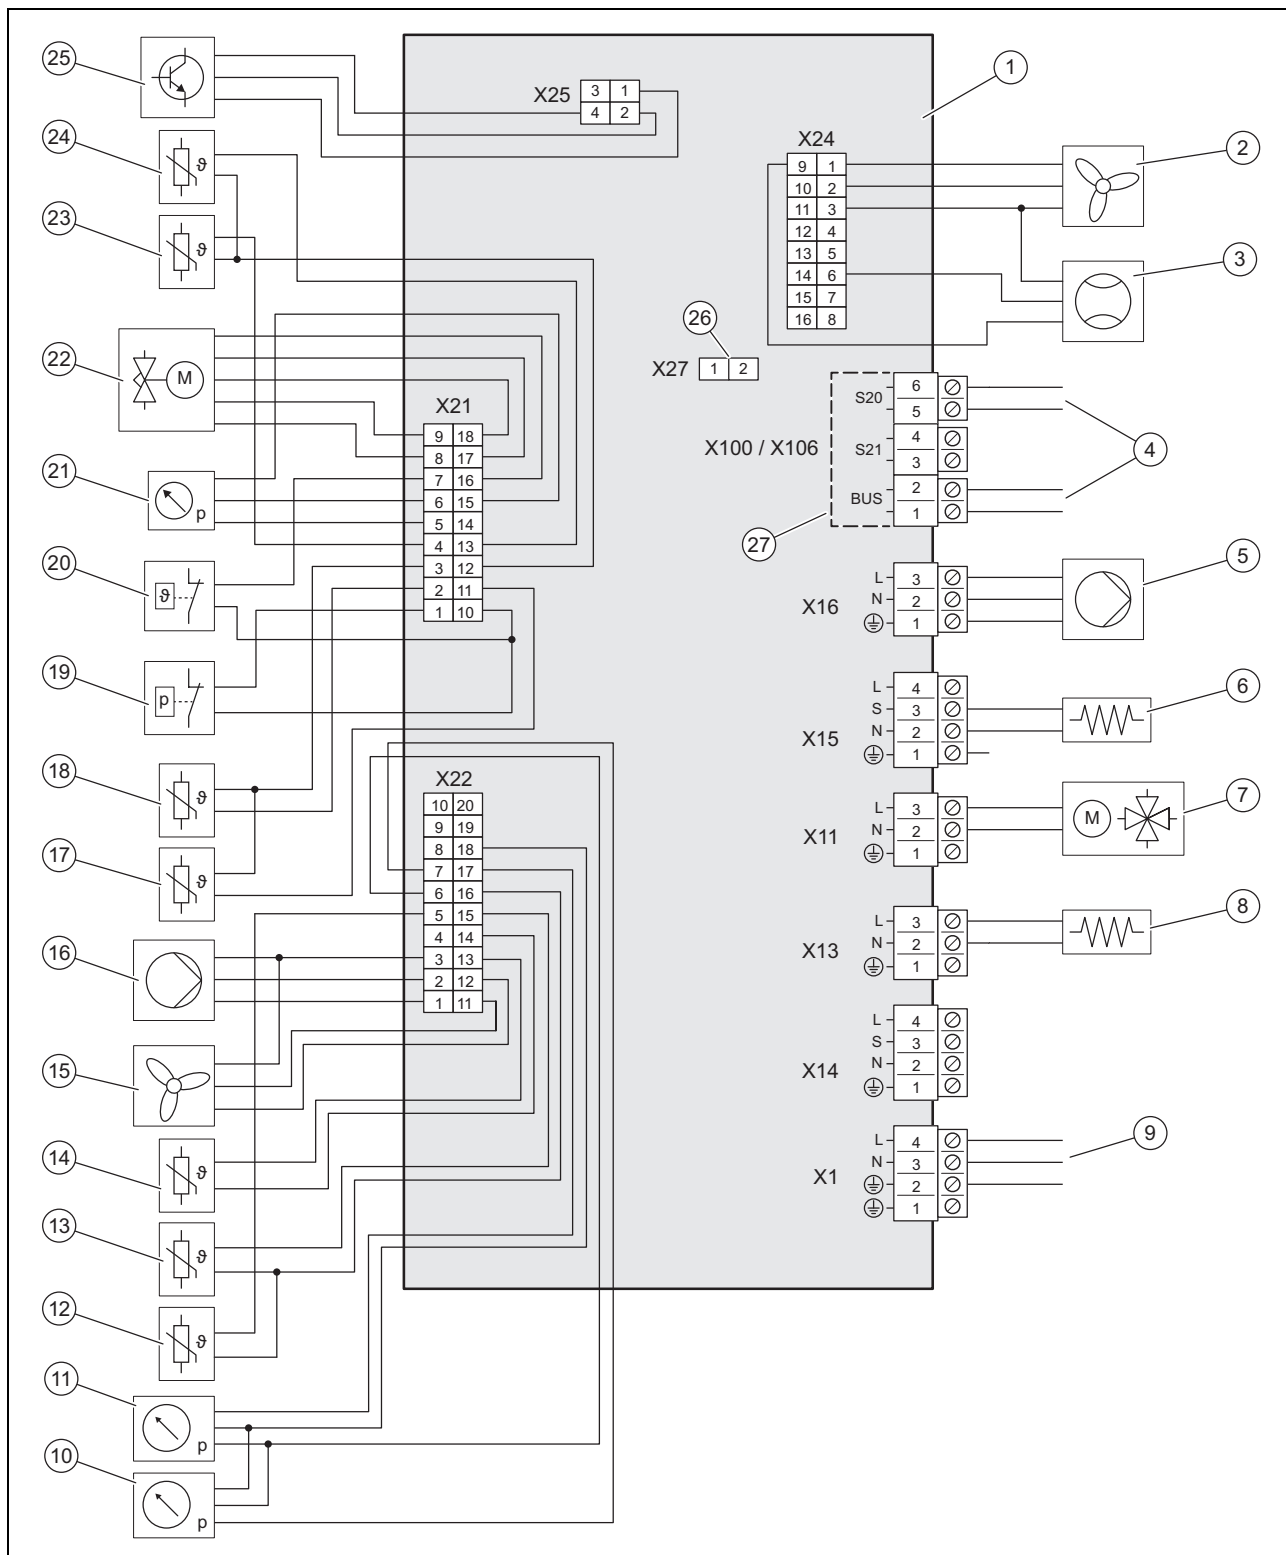 25
X25
3 1
4 2
1
24
X24
9 1
10 2
11 3
12 4
13 5
14 6
15 7
16 8
2
ϑ
23
ϑ
3
26
X27
1 2
22
M
X21
9 18
8 17
7 16
6 15
5 14
4 13
3 12
2 11
1 10
X100 / X106
S20
6
5
S21
4
3
BUS
2
1
4
27
21
p
20
ϑ
X16
L 3
N 2
1
5
19
p
X15
L 4
S 3
N 2
1
6
18
ϑ
X22
10 20
9 19
8 18
7 17
6 16
5 15
4 14
3 13
2 12
1 11
X11
L 3
N 2
1
M
7
17
ϑ
X13
L 3
N 2
1
8
16
X14
L 4
S 3
N 2
1
15
X1
L 4
N 3
2
1
9
14
ϑ
13
ϑ
12
ϑ
11
p
10
p